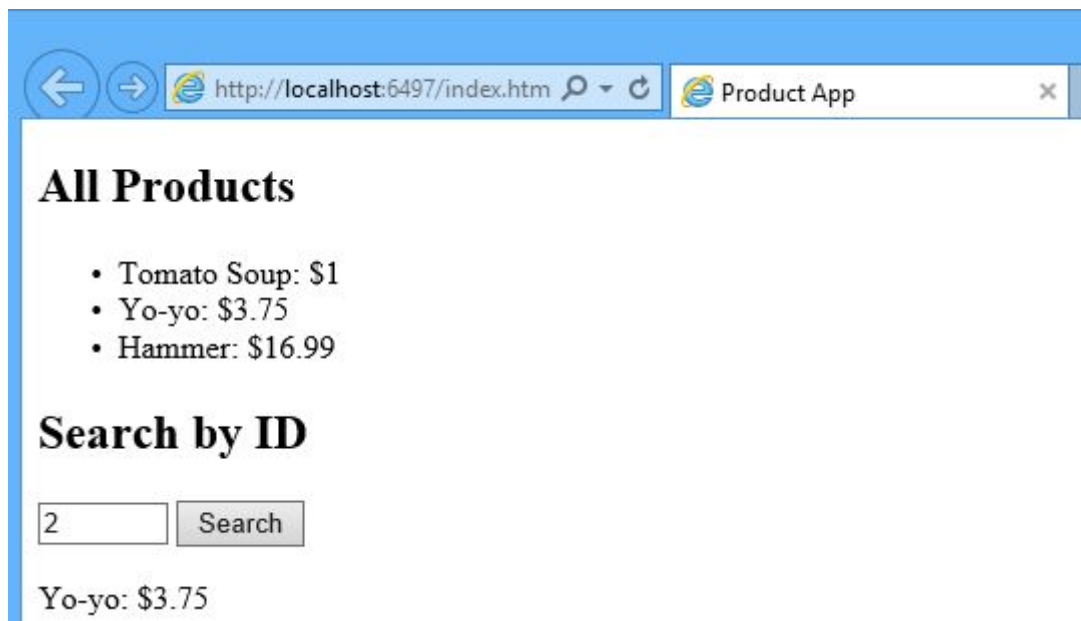 http://localhost:6497/index.htm
Product App
All Products
• Tomato Soup: $1
• Yo-yo: $3.75
• Hammer: $16.99
Search by ID
2 Search
Yo-yo: $3.75